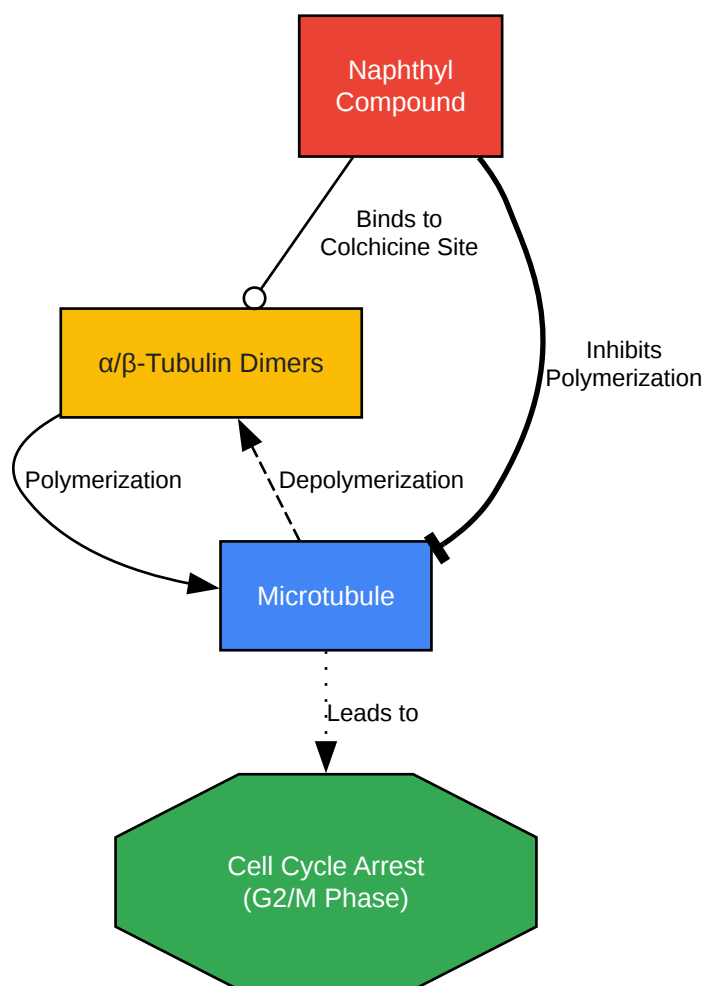 Naphthyl
Compound
Binds to
Colchicine Site
Inhibits
Polymerization
α/β-Tubulin Dimers
Polymerization
Depolymerization
Microtubule
Leads to
Cell Cycle Arrest
(G2/M Phase)